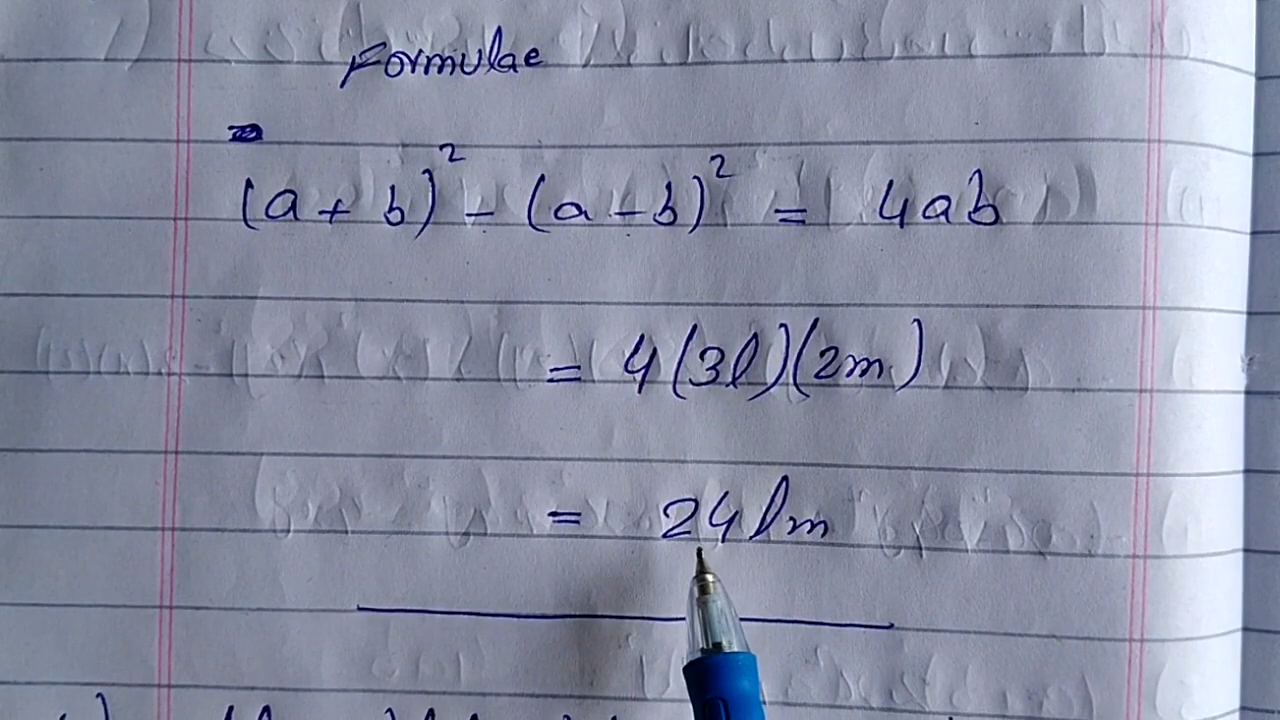 Formulae
(a + b)² - (a - b)² = 4ab
= 4(3l)(2m)
= 24lm